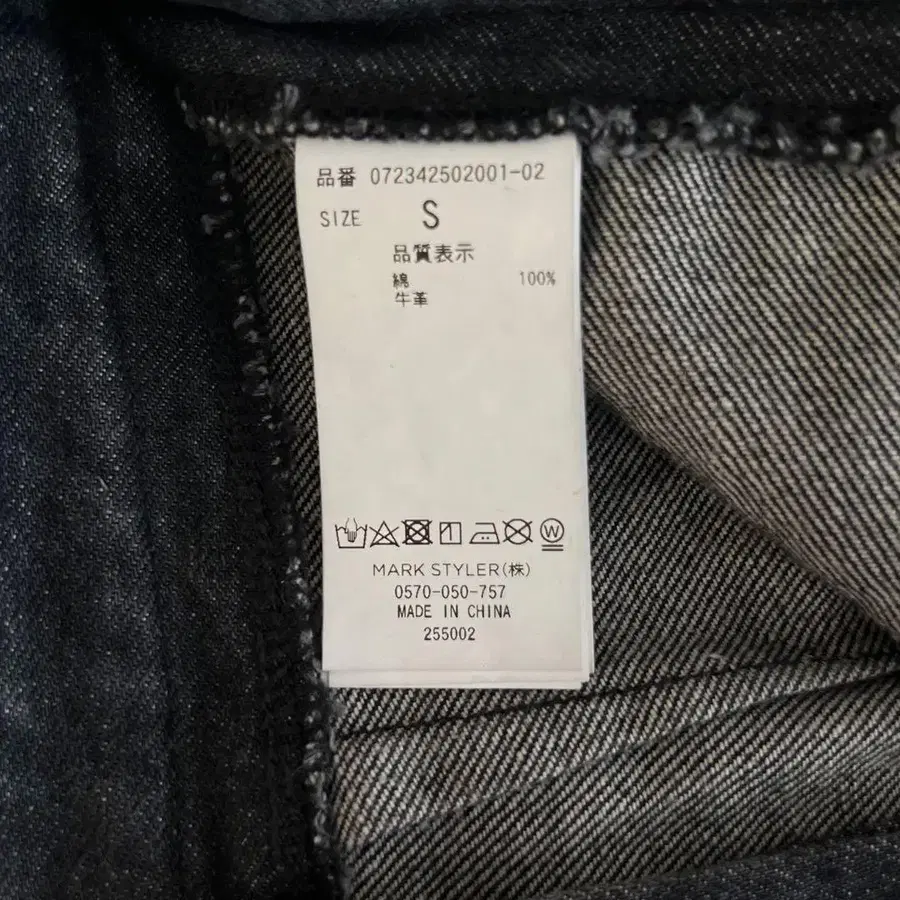 品番 072342502001-02
SIZE S
品質表示
綿 100%
牛革
W
MARK STYLER(株)
0570-050-757
MADE IN CHINA
255002